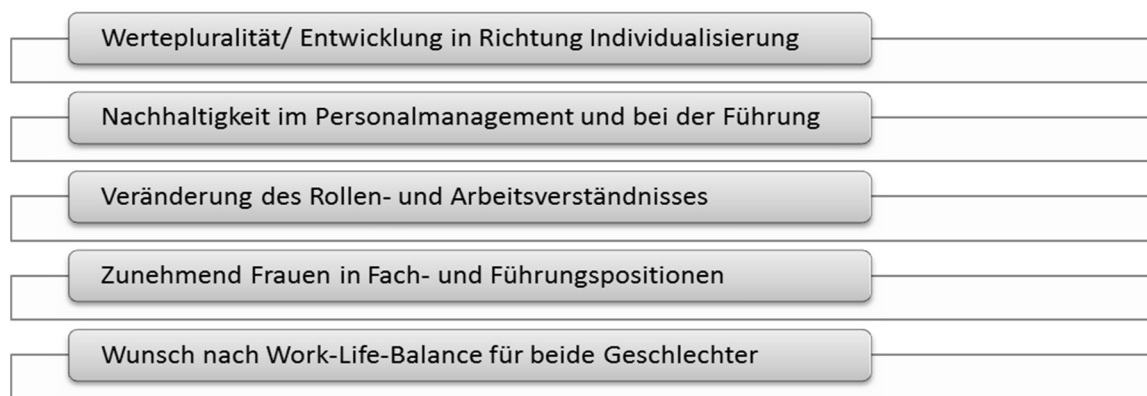 Wertepluralität/ Entwicklung in Richtung Individualisierung
Nachhaltigkeit im Personalmanagement und bei der Führung
Veränderung des Rollen- und Arbeitsverständnisses
Zunehmend Frauen in Fach- und Führungspositionen
Wunsch nach Work-Life-Balance für beide Geschlechter